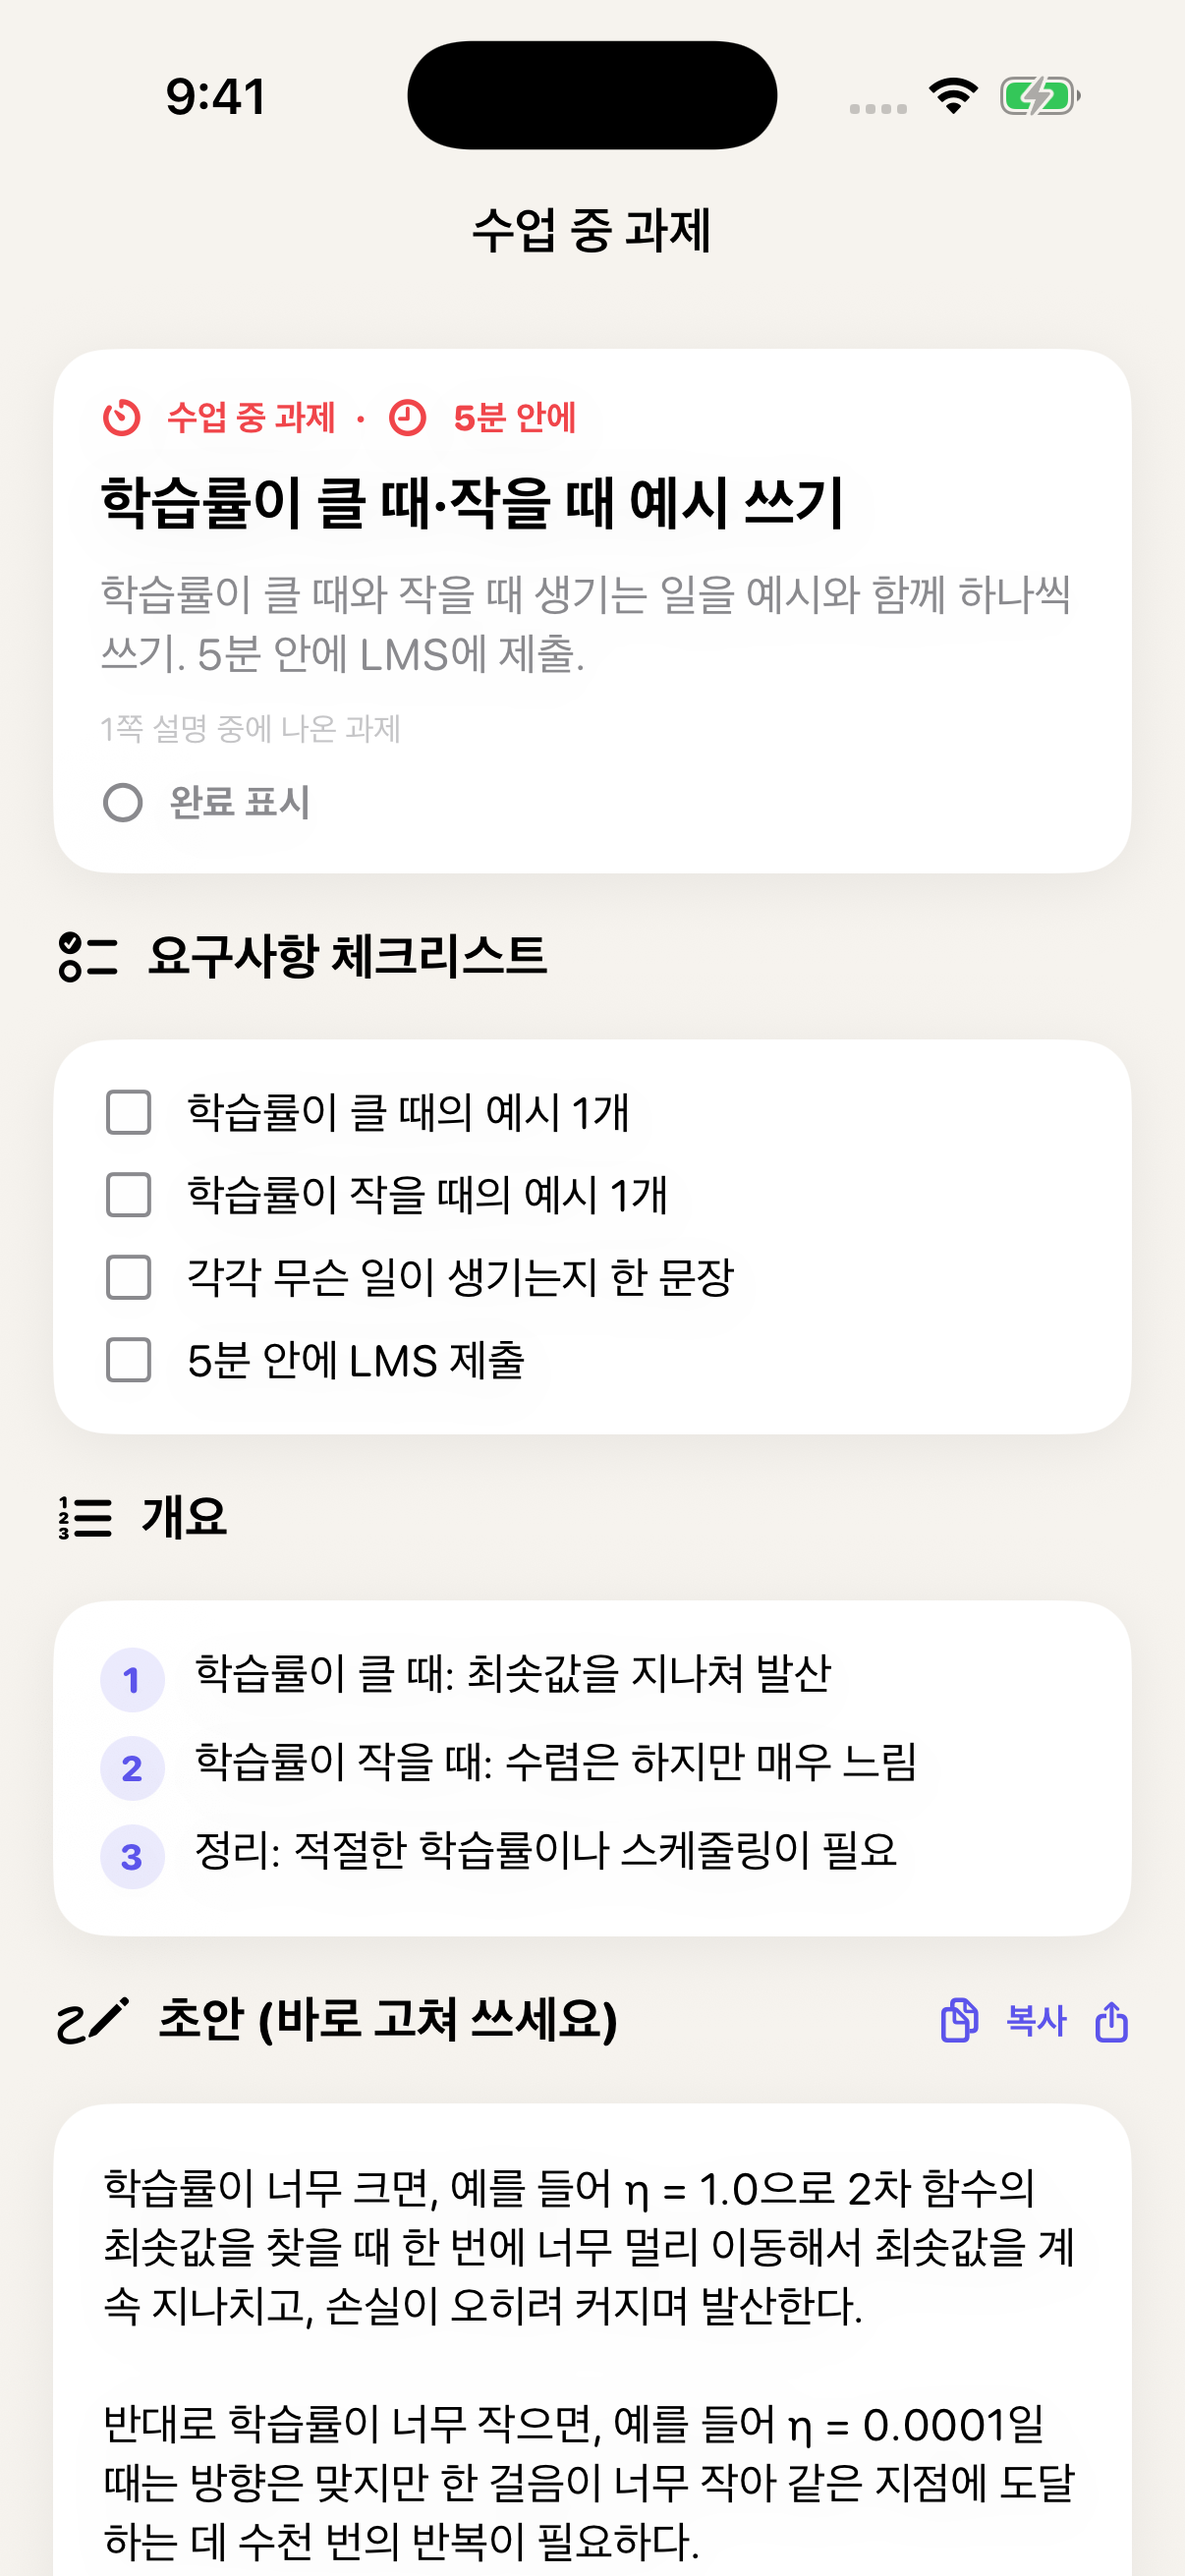 9:41
수업 중 과제
수업 중 과제 · 5분 안에
학습률이 클 때·작을 때 예시 쓰기
학습률이 클 때와 작을 때 생기는 일을 예시와 함께 하나씩
쓰기. 5분 안에 LMS에 제출.
1쪽 설명 중에 나온 과제
완료 표시
요구사항 체크리스트
학습률이 클 때의 예시 1개
학습률이 작을 때의 예시 1개
각각 무슨 일이 생기는지 한 문장
5분 안에 LMS 제출
개요
1 학습률이 클 때: 최솟값을 지나쳐 발산
2 학습률이 작을 때: 수렴은 하지만 매우 느림
3 정리: 적절한 학습률이나 스케줄링이 필요
초안 (바로 고쳐 쓰세요) 복사
학습률이 너무 크면, 예를 들어 η = 1.0으로 2차 함수의
최솟값을 찾을 때 한 번에 너무 멀리 이동해서 최솟값을 계
속 지나치고, 손실이 오히려 커지며 발산한다.
반대로 학습률이 너무 작으면, 예를 들어 η = 0.0001일
때는 방향은 맞지만 한 걸음이 너무 작아 같은 지점에 도달
하는 데 수천 번의 반복이 필요하다.